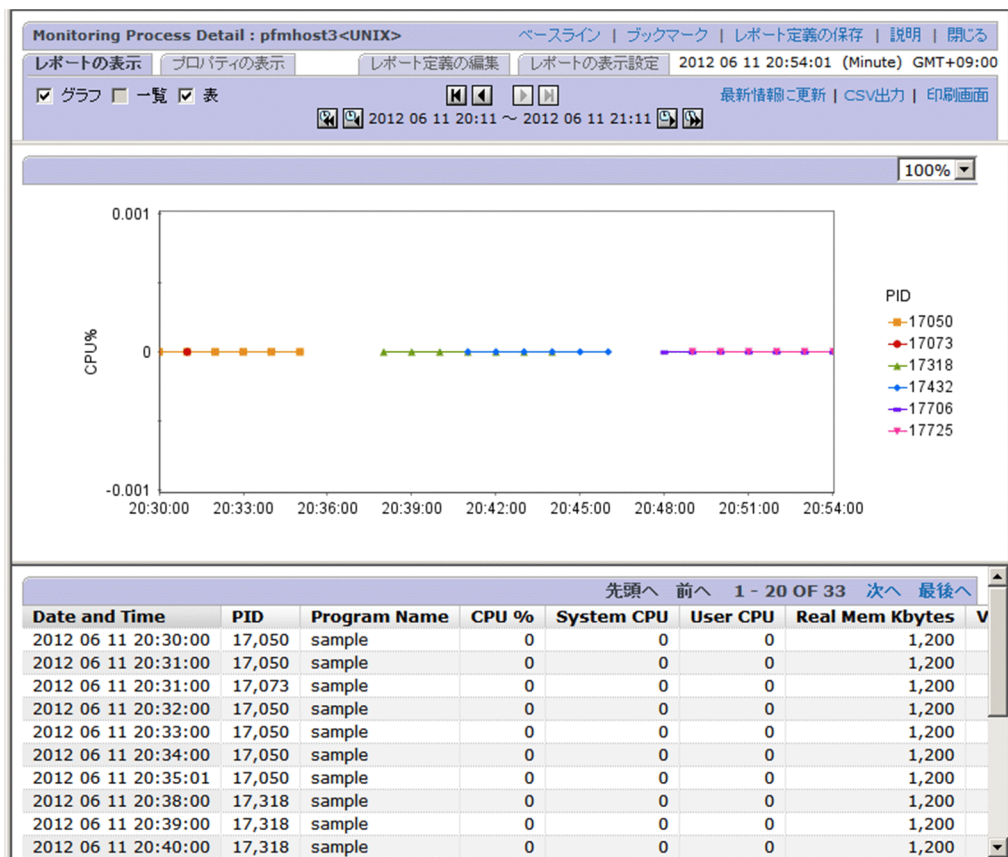 Monitoring Process Detail : pfmhost3<UNIX> ベースライン | ブックマーク | レポート定義の保存 | 説明 | 閉じる
レポートの表示 プロパティの表示 レポート定義の編集 レポートの表示設定 2012 06 11 20:54:01 (Minute) GMT+09:00
グラフ 一覧 表 最新情報に更新 | CSV出力 | 印刷画面
2012 06 11 20:11 ～ 2012 06 11 21:11
100%
0.001
0
-0.001
CPU%
20:30:00 20:33:00 20:36:00 20:39:00 20:42:00 20:45:00 20:48:00 20:51:00 20:54:00
PID
17050
17073
17318
17432
17706
17725
先頭へ 前へ 1 - 20 OF 33 次へ 最後へ
Date and Time PID Program Name CPU % System CPU User CPU Real Mem Kbytes V
2012 06 11 20:30:00 17,050 sample 0 0 0 1,200
2012 06 11 20:31:00 17,050 sample 0 0 0 1,200
2012 06 11 20:31:00 17,073 sample 0 0 0 1,200
2012 06 11 20:32:00 17,050 sample 0 0 0 1,200
2012 06 11 20:33:00 17,050 sample 0 0 0 1,200
2012 06 11 20:34:00 17,050 sample 0 0 0 1,200
2012 06 11 20:35:01 17,050 sample 0 0 0 1,200
2012 06 11 20:38:00 17,318 sample 0 0 0 1,200
2012 06 11 20:39:00 17,318 sample 0 0 0 1,200
2012 06 11 20:40:00 17,318 sample 0 0 0 1,200